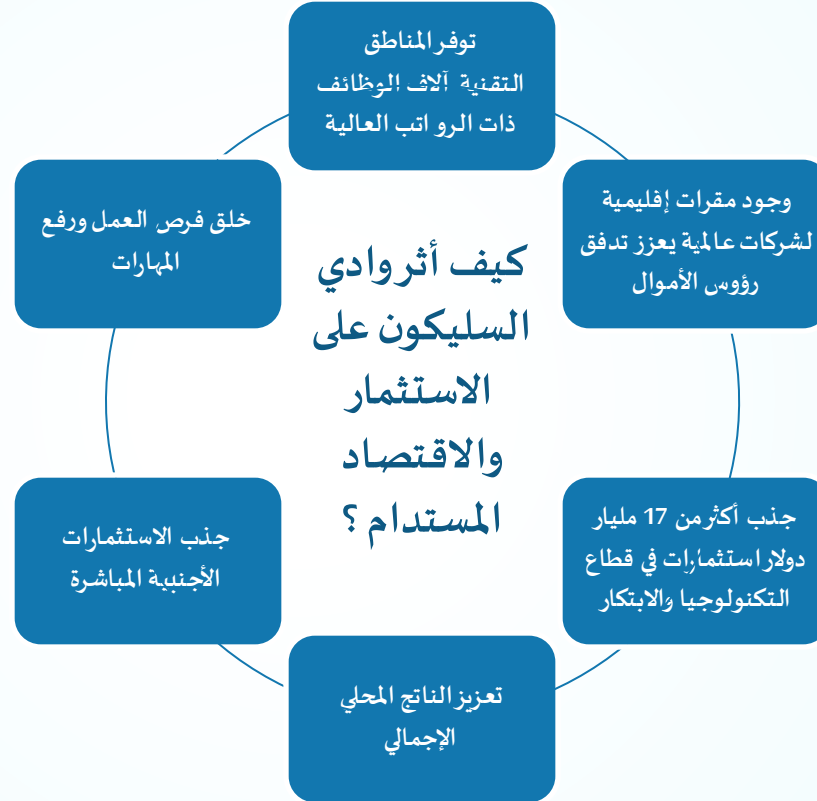 توفر المناطق
التقنية آلاف الوظائف
ذات الرواتب العالية
وجود مقرات إقليمية
لشركات عالمية يعزز تدفق
رؤوس الأموال
خلق فرص العمل ورفع
المهارات
كيف أثر وادي
السليكون على
الاستثمار
والاقتصاد
المستدام ؟
جذب أكثر من 17 مليار
دولار استثمارات في قطاع
التكنولوجيا والابتكار
جذب الاستثمارات
الأجنبية المباشرة
تعزيز الناتج المحلي
الإجمالي